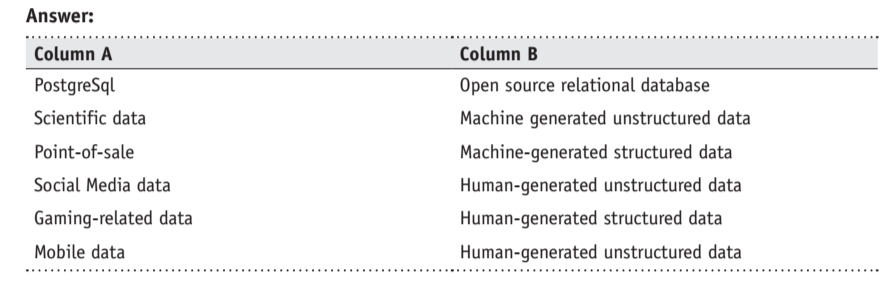 Answer:
Column A Column B
PostgreSql Open source relational database
Scientific data Machine generated unstructured data
Point-of-sale Machine-generated structured data
Social Media data Human-generated unstructured data
Gaming-related data Human-generated structured data
Mobile data Human-generated unstructured data